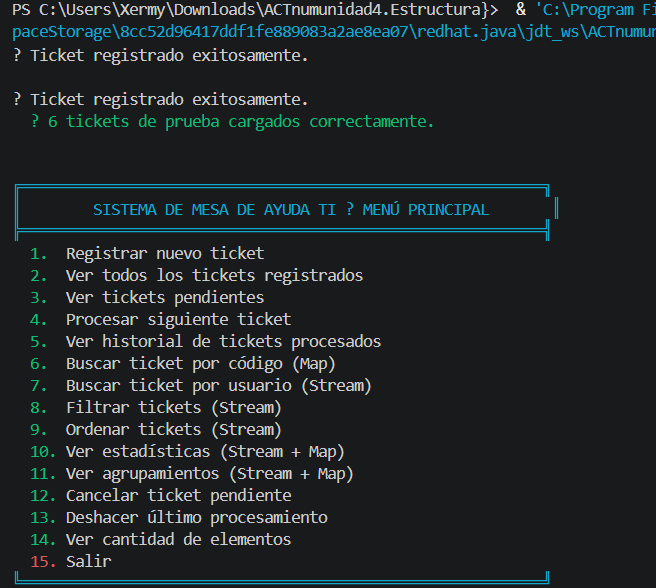 PS C:\Users\Xermy\Downloads\ACTnumunidad4.Estructura}>  & 'C:\Program Fi
paceStorage\8cc52d96417ddf1fe889083a2ae8ea07\redhat.java\jdt_ws\ACTnumun
? Ticket registrado exitosamente.
? Ticket registrado exitosamente.
? 6 tickets de prueba cargados correctamente.
SISTEMA DE MESA DE AYUDA TI ? MENÚ PRINCIPAL
1. Registrar nuevo ticket
2. Ver todos los tickets registrados
3. Ver tickets pendientes
4. Procesar siguiente ticket
5. Ver historial de tickets procesados
6. Buscar ticket por código (Map)
7. Buscar ticket por usuario (Stream)
8. Filtrar tickets (Stream)
9. Ordenar tickets (Stream)
10. Ver estadísticas (Stream + Map)
11. Ver agrupamientos (Stream + Map)
12. Cancelar ticket pendiente
13. Deshacer último procesamiento
14. Ver cantidad de elementos
15. Salir